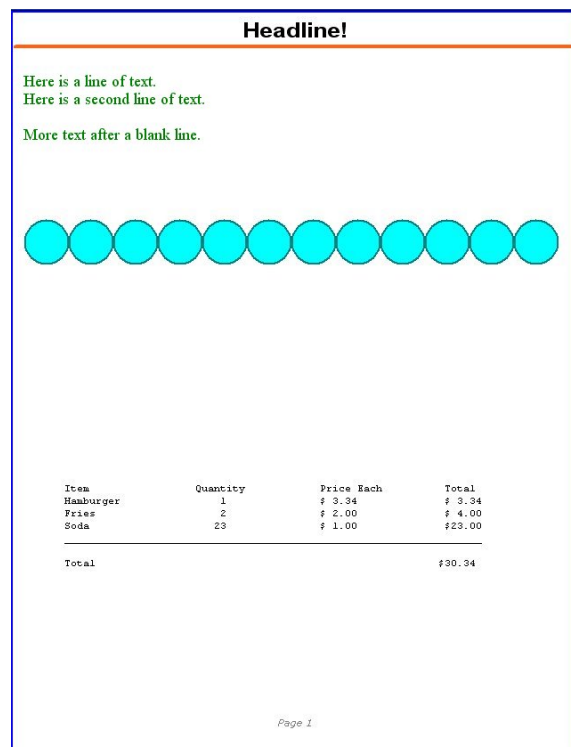 Headline!
Here is a line of text.
Here is a second line of text.
More text after a blank line.
Item Quantity Price Each Total
Hamburger 1 $ 3.34 $ 3.34
Fries 2 $ 2.00 $ 4.00
Soda 23 $ 1.00 $23.00
Total $30.34
Page 1